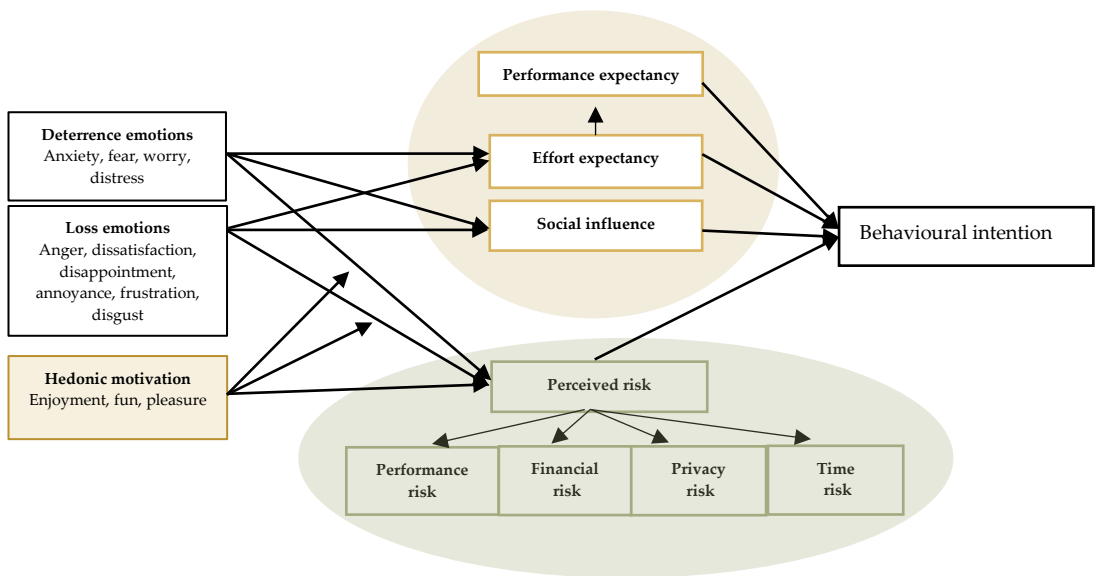 Performance expectancy
Deterrence emotions
Anxiety, fear, worry,
distress
Effort expectancy
Loss emotions
Anger, dissatisfaction,
disappointment,
annoyance, frustration,
disgust
Social influence
Behavioural intention
Hedonic motivation
Enjoyment, fun, pleasure
Perceived risk
Performance
risk
Financial
risk
Privacy
risk
Time
risk